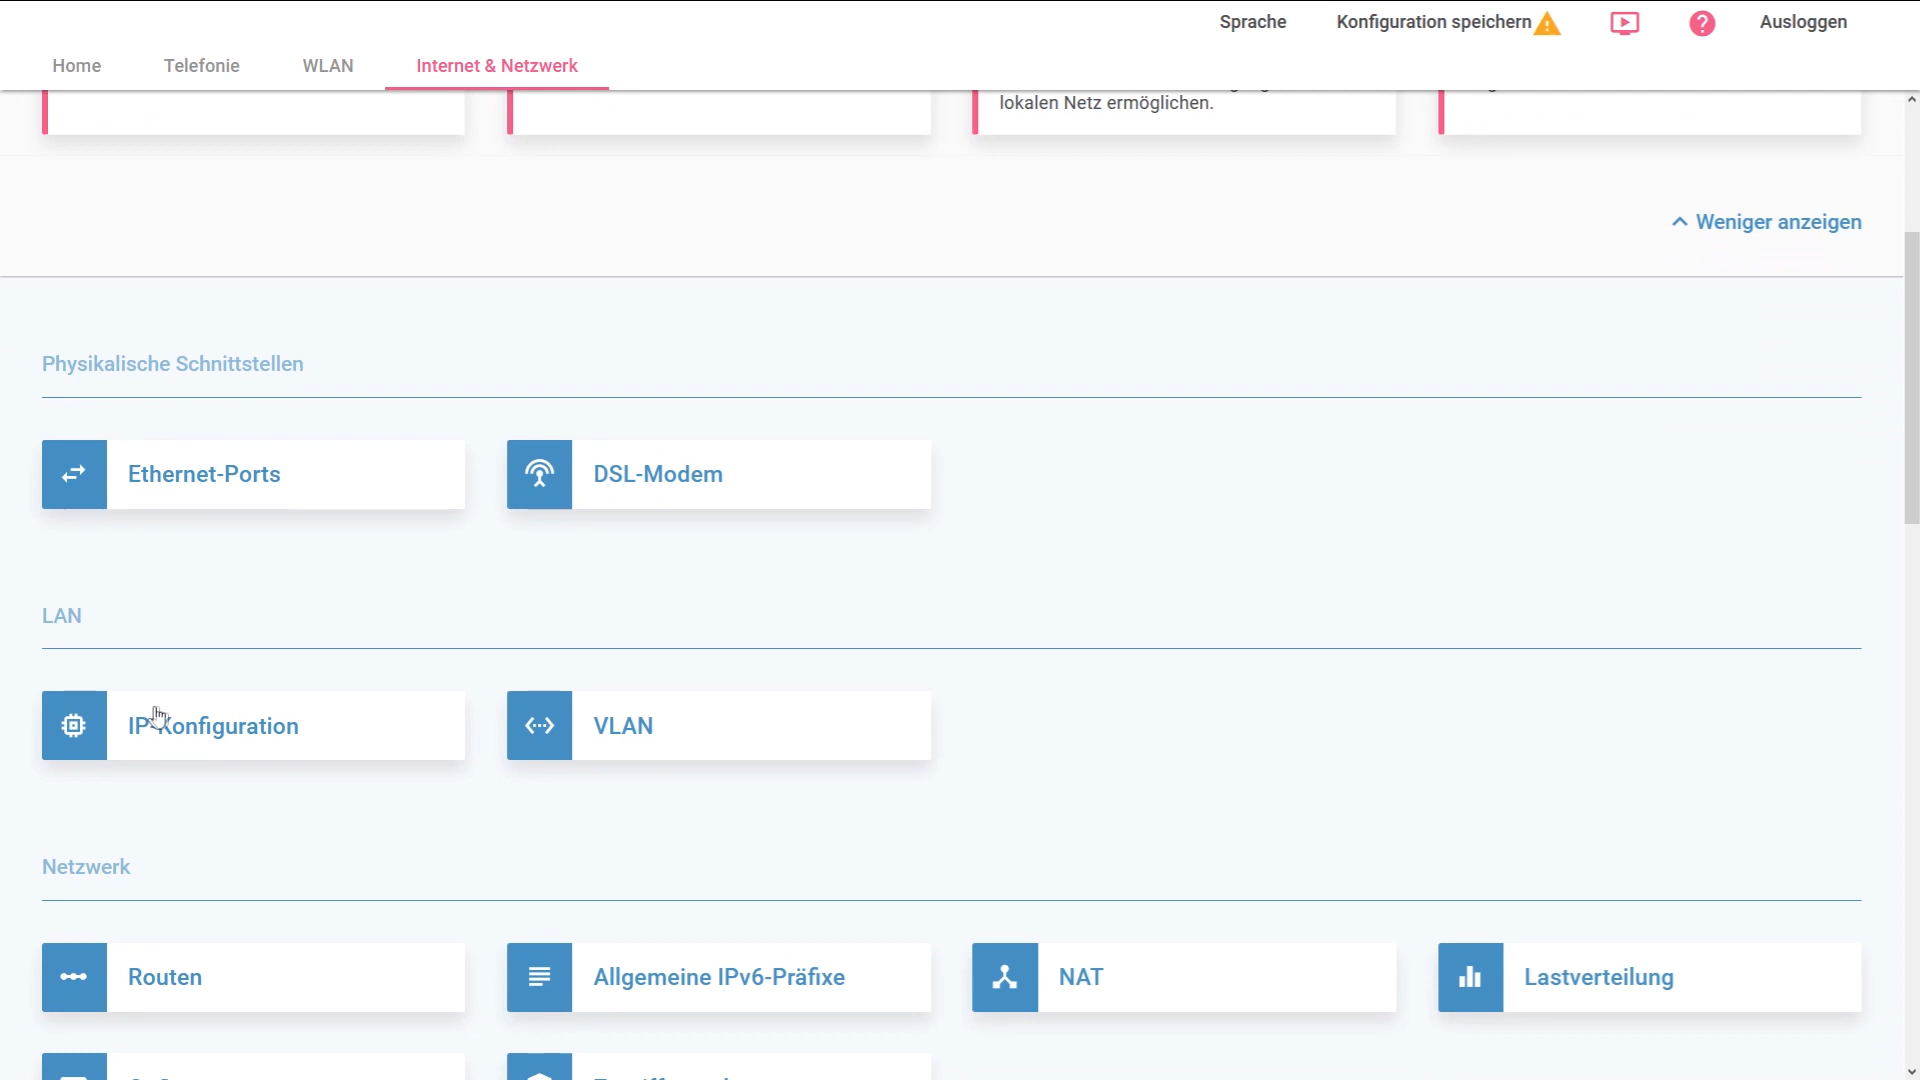 Sprache
Konfiguration speichern
Ausloggen
Home
Telefonie
WLAN
Internet & Netzwerk
lokalen Netz ermöglichen.
Weniger anzeigen
Physikalische Schnittstellen
Ethernet-Ports
DSL-Modem
LAN
IP-Konfiguration
VLAN
Netzwerk
Routen
Allgemeine IPv6-Präfixe
NAT
Lastverteilung